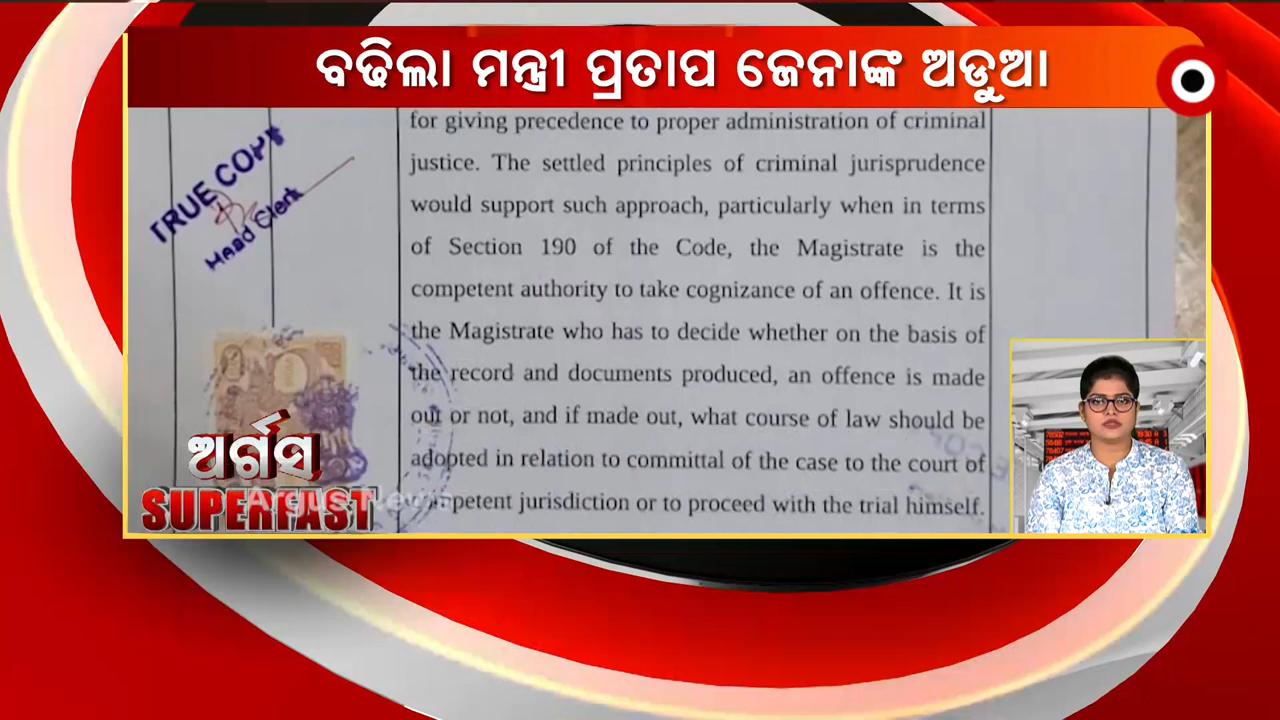 ବଢିଲା ମନ୍ତ୍ରୀ ପ୍ରତାପ ଜେନାଙ୍କ ଅଡୁଆ
for giving precedence to proper administration of criminal
justice. The settled principles of criminal jurisprudence
would support such approach, particularly when in terms
of Section 190 of the Code, the Magistrate is the
competent authority to take cognizance of an offence. It is
the Magistrate who has to decide whether on the basis of
the record and documents produced, an offence is made
out or not, and if made out, what course of law should be
adopted in relation to committal of the case to the court of
competent jurisdiction or to proceed with the trial himself.
TRUE COPY
Head Clerk
ଅର୍ଗସ
SUPERFAST
Argus News